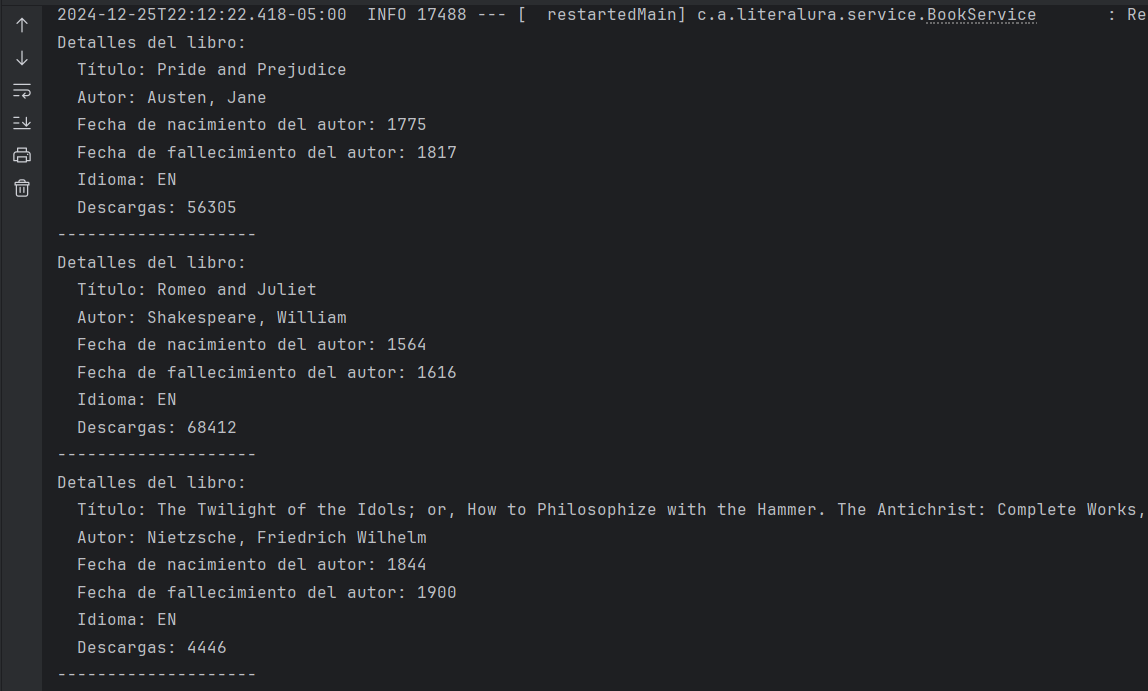 2024-12-25T22:12:22.418-05:00  INFO 17488 --- [  restartedMain] c.a.literalura.service.BookService       : Re
Detalles del libro:
  Título: Pride and Prejudice
  Autor: Austen, Jane
  Fecha de nacimiento del autor: 1775
  Fecha de fallecimiento del autor: 1817
  Idioma: EN
  Descargas: 56305
--------------------
Detalles del libro:
  Título: Romeo and Juliet
  Autor: Shakespeare, William
  Fecha de nacimiento del autor: 1564
  Fecha de fallecimiento del autor: 1616
  Idioma: EN
  Descargas: 68412
--------------------
Detalles del libro:
  Título: The Twilight of the Idols; or, How to Philosophize with the Hammer. The Antichrist: Complete Works,
  Autor: Nietzsche, Friedrich Wilhelm
  Fecha de nacimiento del autor: 1844
  Fecha de fallecimiento del autor: 1900
  Idioma: EN
  Descargas: 4446
--------------------